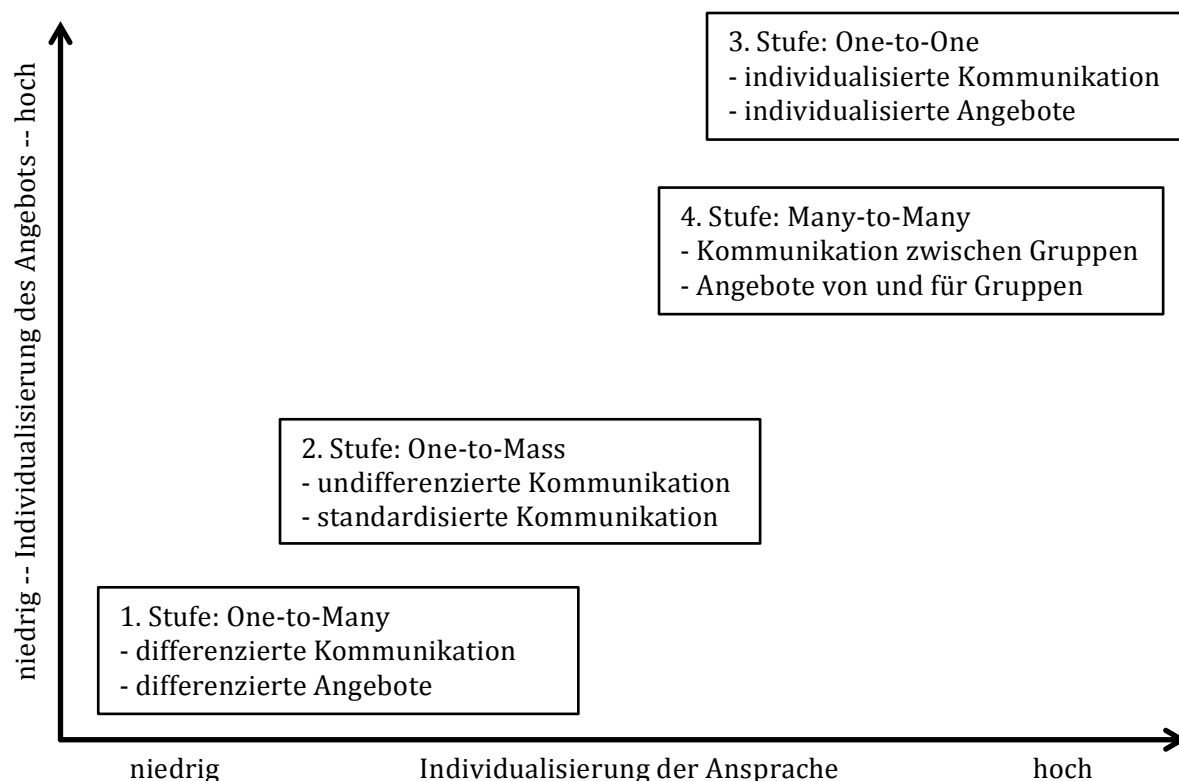 3. Stufe: One-to-One
- individualisierte Kommunikation
- individualisierte Angebote
4. Stufe: Many-to-Many
- Kommunikation zwischen Gruppen
- Angebote von und für Gruppen
2. Stufe: One-to-Mass
- undifferenzierte Kommunikation
- standardisierte Kommunikation
1. Stufe: One-to-Many
- differenzierte Kommunikation
- differenzierte Angebote
niedrig -- Individualisierung des Angebots -- hoch
niedrig Individualisierung der Ansprache hoch